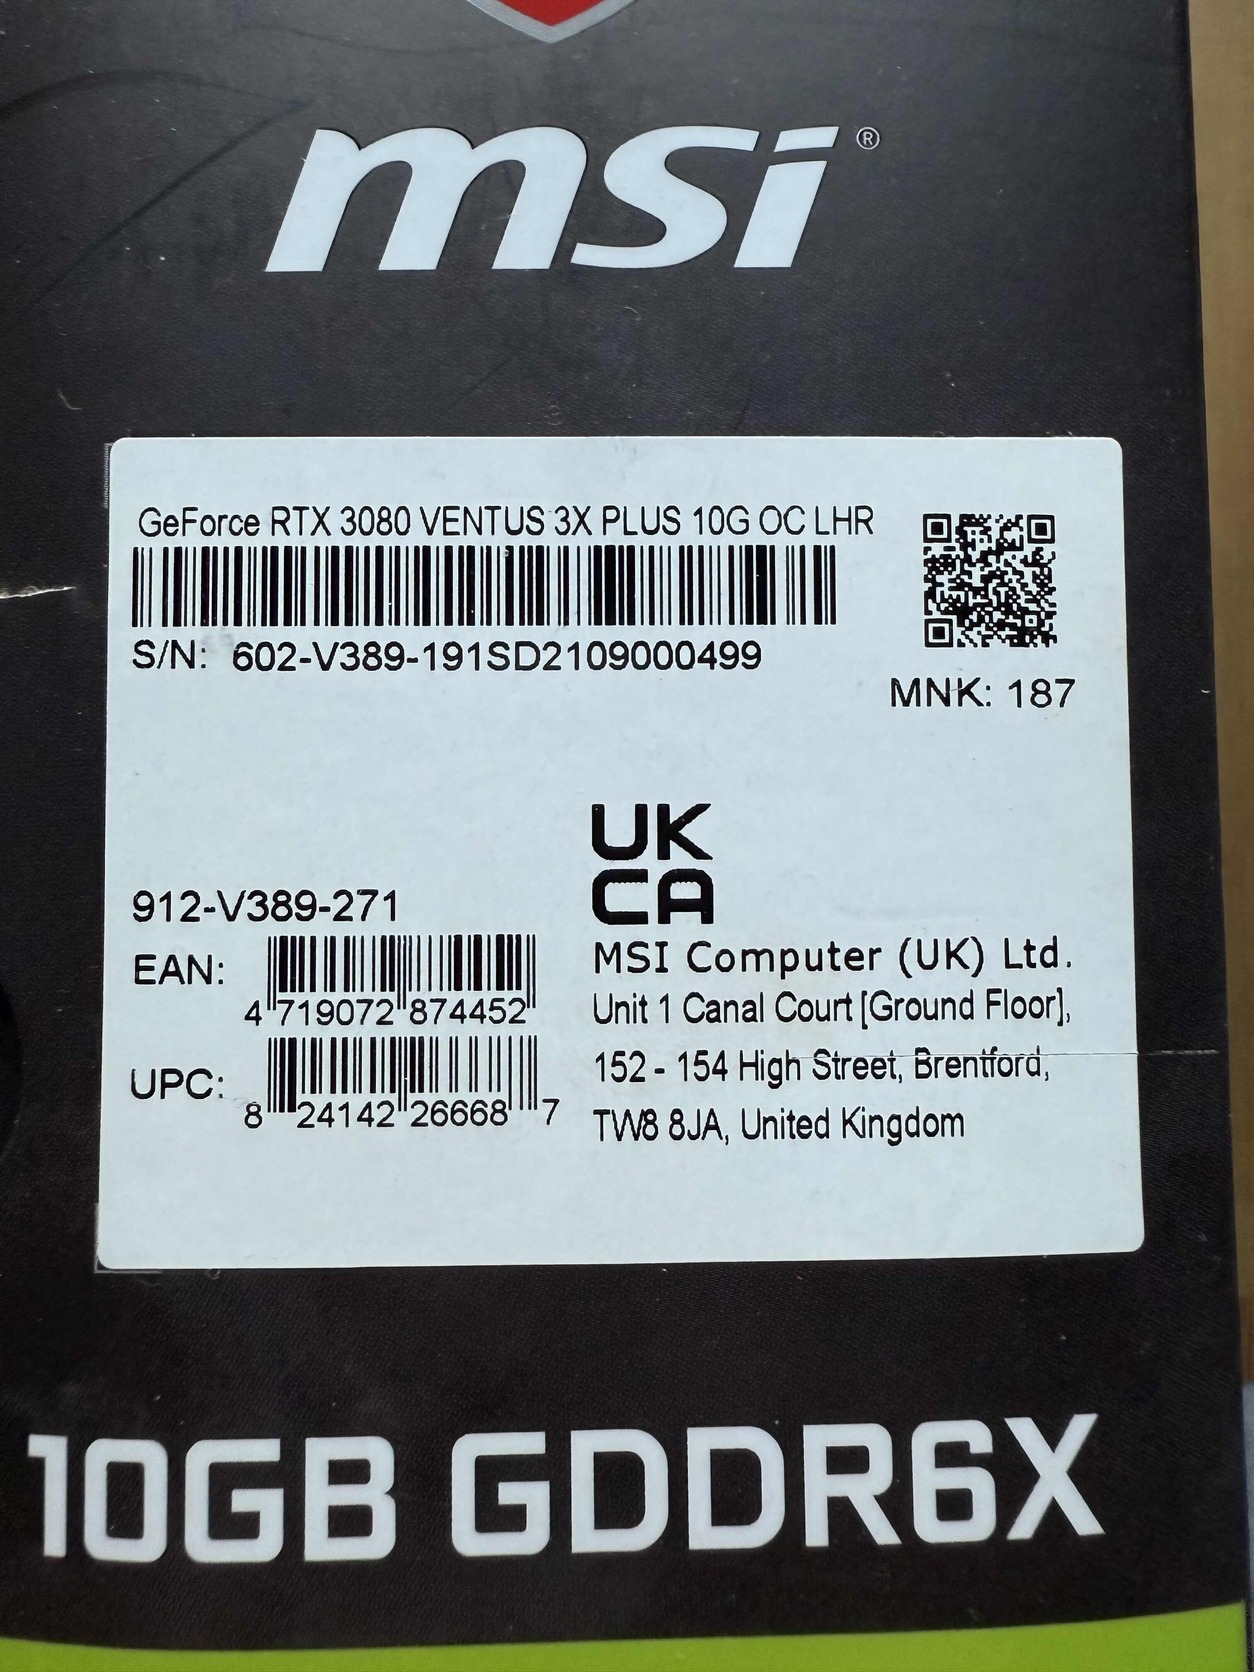 msi®
GeForce RTX 3080 VENTUS 3X PLUS 10G OC LHR
S/N: 602-V389-191SD2109000499
MNK: 187
UK
CA
912-V389-271
EAN:
4 719072 874452
UPC:
8 24142 26668 7
MSI Computer (UK) Ltd.
Unit 1 Canal Court [Ground Floor],
152 - 154 High Street, Brentford,
TW8 8JA, United Kingdom
10GB GDDR6X